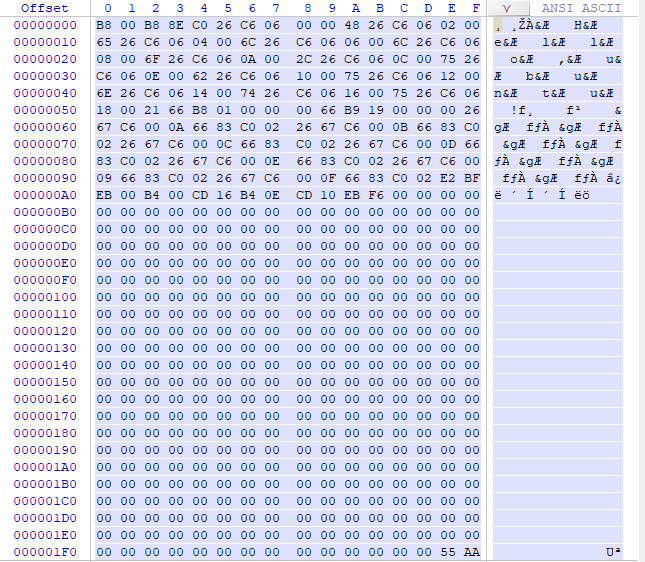 Offset 0 1 2 3 4 5 6 7 8 9 A B C D E F ANSI ASCII
00000000 B8 00 B8 8E C0 26 C6 06 00 00 48 26 C6 06 02 00 ¸ ¸ŽÀ&Æ H&Æ
00000010 65 26 C6 06 04 00 6C 26 C6 06 06 00 6C 26 C6 06 e&Æ l&Æ l&Æ
00000020 08 00 6F 26 C6 06 0A 00 2C 26 C6 06 0C 00 75 26 o&Æ ,&Æ u&
00000030 C6 06 0E 00 62 26 C6 06 10 00 75 26 C6 06 12 00 Æ b&Æ u&Æ
00000040 6E 26 C6 06 14 00 74 26 C6 06 16 00 75 26 C6 06 n&Æ t&Æ u&Æ
00000050 18 00 21 66 B8 01 00 00 00 66 B9 19 00 00 00 26 !f¸ f¹ &
00000060 67 C6 00 0A 66 83 C0 02 26 67 C6 00 0B 66 83 C0 gÆ ffÀ &gÆ ffÀ
00000070 02 26 67 C6 00 0C 66 83 C0 02 26 67 C6 00 0D 66 &gÆ ffÀ &gÆ f
00000080 83 C0 02 26 67 C6 00 0E 66 83 C0 02 26 67 C6 00 fÀ &gÆ ffÀ &gÆ
00000090 09 66 83 C0 02 26 67 C6 00 0F 66 83 C0 02 E2 BF ffÀ &gÆ ffÀ â¿
000000A0 EB 00 B4 00 CD 16 B4 0E CD 10 EB F6 00 00 00 00 ë ´ Í ´ Í ëö
000000B0 00 00 00 00 00 00 00 00 00 00 00 00 00 00 00 00
000000C0 00 00 00 00 00 00 00 00 00 00 00 00 00 00 00 00
000000D0 00 00 00 00 00 00 00 00 00 00 00 00 00 00 00 00
000000E0 00 00 00 00 00 00 00 00 00 00 00 00 00 00 00 00
000000F0 00 00 00 00 00 00 00 00 00 00 00 00 00 00 00 00
00000100 00 00 00 00 00 00 00 00 00 00 00 00 00 00 00 00
00000110 00 00 00 00 00 00 00 00 00 00 00 00 00 00 00 00
00000120 00 00 00 00 00 00 00 00 00 00 00 00 00 00 00 00
00000130 00 00 00 00 00 00 00 00 00 00 00 00 00 00 00 00
00000140 00 00 00 00 00 00 00 00 00 00 00 00 00 00 00 00
00000150 00 00 00 00 00 00 00 00 00 00 00 00 00 00 00 00
00000160 00 00 00 00 00 00 00 00 00 00 00 00 00 00 00 00
00000170 00 00 00 00 00 00 00 00 00 00 00 00 00 00 00 00
00000180 00 00 00 00 00 00 00 00 00 00 00 00 00 00 00 00
00000190 00 00 00 00 00 00 00 00 00 00 00 00 00 00 00 00
000001A0 00 00 00 00 00 00 00 00 00 00 00 00 00 00 00 00
000001B0 00 00 00 00 00 00 00 00 00 00 00 00 00 00 00 00
000001C0 00 00 00 00 00 00 00 00 00 00 00 00 00 00 00 00
000001D0 00 00 00 00 00 00 00 00 00 00 00 00 00 00 00 00
000001E0 00 00 00 00 00 00 00 00 00 00 00 00 00 00 00 00
000001F0 00 00 00 00 00 00 00 00 00 00 00 00 00 00 55 AA Uª